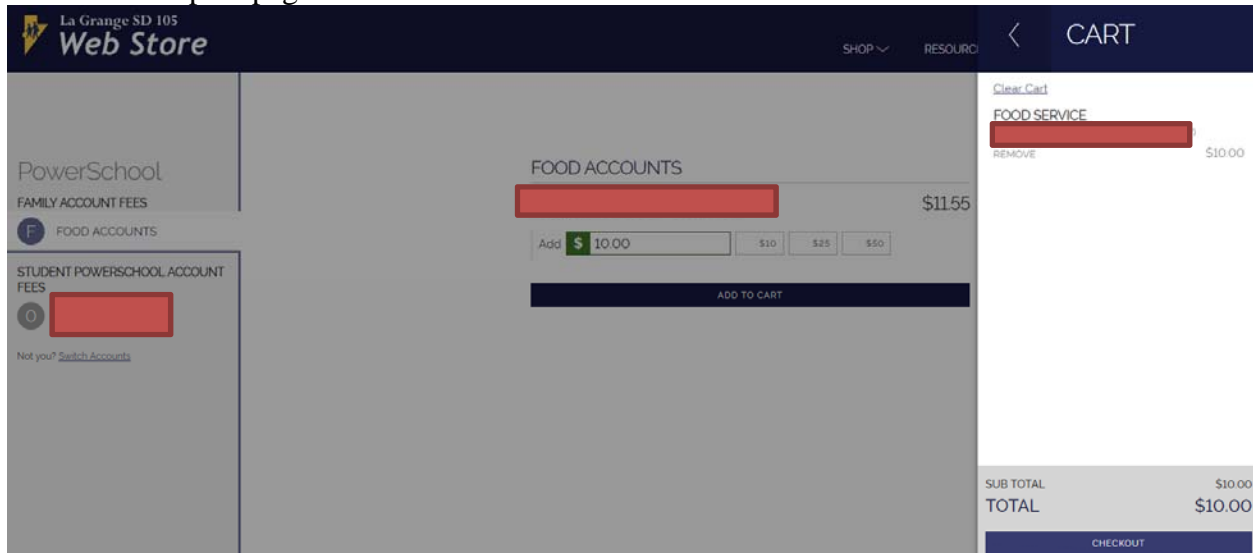 La Grange SD 105
Web Store
SHOP
RESOURC
CART
Clear Cart
FOOD SERVICE
REMOVE $10.00
PowerSchool
FAMILY ACCOUNT FEES
F FOOD ACCOUNTS
STUDENT POWERSCHOOL ACCOUNT
FEES
O
Not you? Switch Accounts
FOOD ACCOUNTS
$11.55
Add $ 10.00 $10 $25 $50
ADD TO CART
SUB TOTAL $10.00
TOTAL $10.00
CHECKOUT